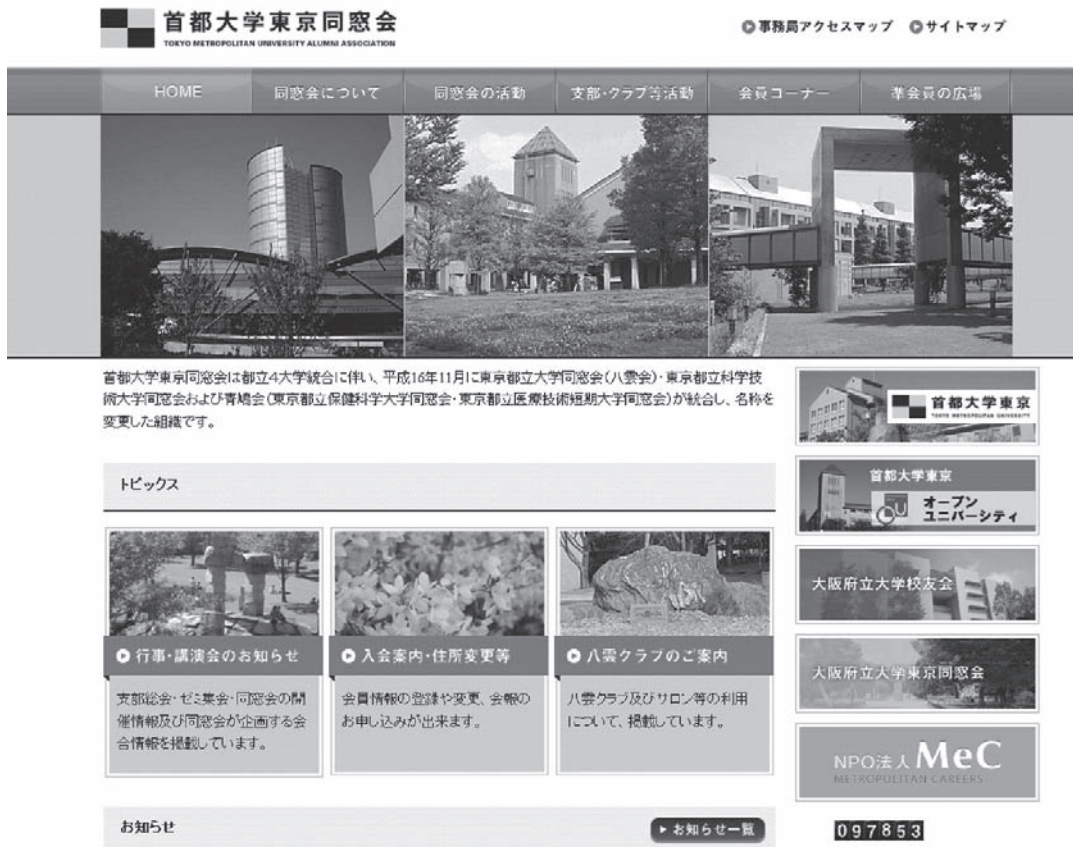 首都大学東京同窓会
TOKYO METROPOLITAN UNIVERSITY ALUMNI ASSOCIATION
事務局アクセスマップ サイトマップ
HOME 同窓会について 同窓会の活動 支部・クラブ等活動 会員コーナー 準会員の広場
首都大学東京同窓会は都立4大学統合に伴い、平成16年11月に東京都立大学同窓会(八雲会)・東京都立科学技
術大学同窓会および青鳩会(東京都立保健科学大学同窓会・東京都立医療技術短期大学同窓会)が統合し、名称を
変更した組織です。
トピックス
行事・講演会のお知らせ
支部総会・ゼミ集会・同窓会の開
催情報及び同窓会が企画する会
合情報を掲載しています。
入会案内・住所変更等
会員情報の登録や変更、会報の
お申し込みが出来ます。
八雲クラブのご案内
八雲クラブ及びサロン等の利用
について、掲載しています。
お知らせ
お知らせ一覧
首都大学東京
TOKYO METROPOLITAN UNIVERSITY
首都大学東京
OU オープン
ユニバーシティ
大阪府立大学校友会
大阪府立大学東京同窓会
NPO法人 MeC
METROPOLITAN CAREERS
097853